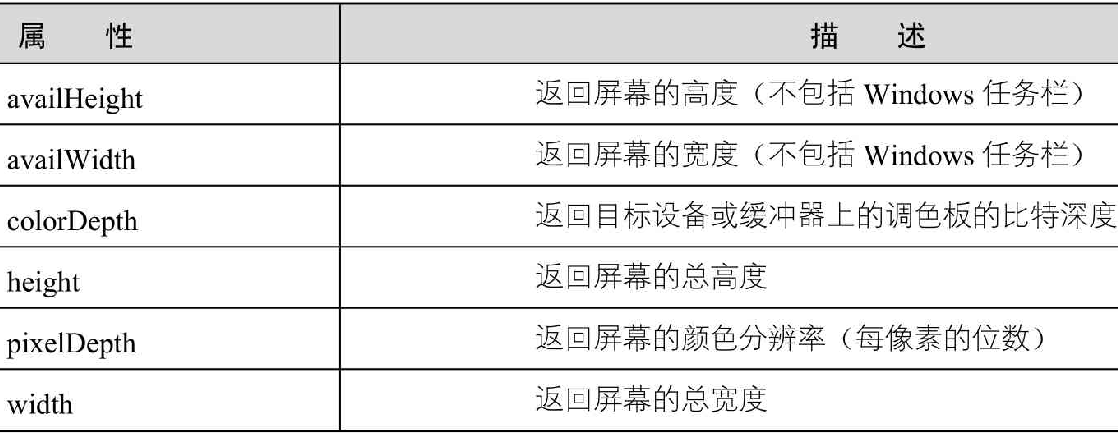 属 性 描 述
availHeight 返回屏幕的高度（不包括 Windows 任务栏）
availWidth 返回屏幕的宽度（不包括 Windows 任务栏）
colorDepth 返回目标设备或缓冲器上的调色板的比特深度
height 返回屏幕的总高度
pixelDepth 返回屏幕的颜色分辨率（每像素的位数）
width 返回屏幕的总宽度